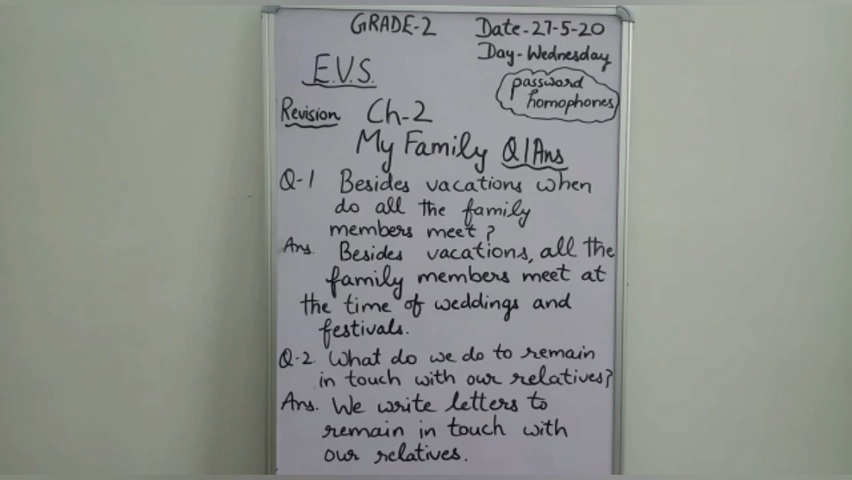 GRADE-2 Date-27-5-20
Day-Wednesday
E.V.S.
password
homophones
Revision Ch-2
My Family Q/Ans
Q-1 Besides vacations when
do all the family
members meet?
Ans. Besides vacations, all the
family members meet at
the time of weddings and
festivals.
Q-2. What do we do to remain
in touch with our relatives?
Ans. We write letters to
remain in touch with
our relatives.